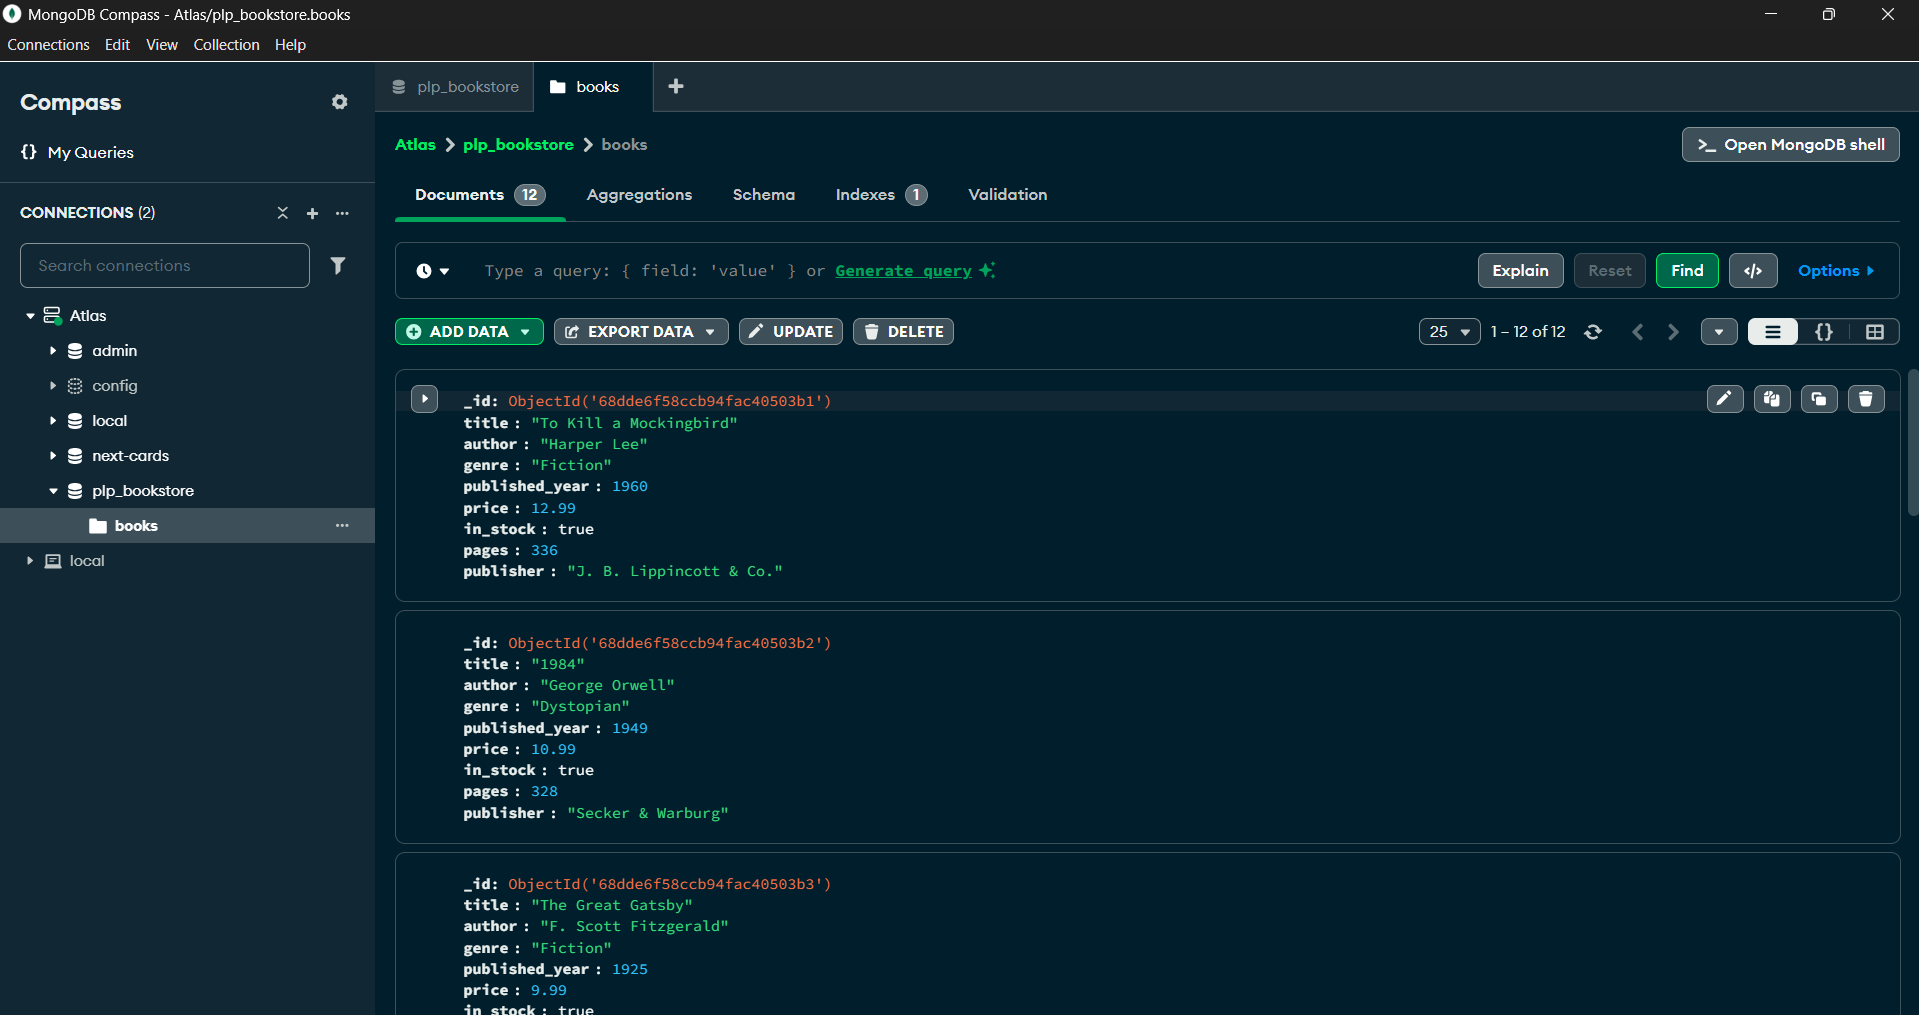 MongoDB Compass - Atlas/plp_bookstore.books
Connections Edit View Collection Help
Compass
{} My Queries
CONNECTIONS (2)
Search connections
Atlas
admin
config
local
next-cards
plp_bookstore
books
local
plp_bookstore
books
Atlas > plp_bookstore > books
>_ Open MongoDB shell
Documents 12 Aggregations Schema Indexes 1 Validation
Type a query: { field: 'value' } or Generate query
Explain Reset Find </> Options
ADD DATA EXPORT DATA UPDATE DELETE
25 1 – 12 of 12 {}
_id: ObjectId('68dde6f58ccb94fac40503b1')
title : "To Kill a Mockingbird"
author : "Harper Lee"
genre : "Fiction"
published_year : 1960
price : 12.99
in_stock : true
pages : 336
publisher : "J. B. Lippincott & Co."
_id: ObjectId('68dde6f58ccb94fac40503b2')
title : "1984"
author : "George Orwell"
genre : "Dystopian"
published_year : 1949
price : 10.99
in_stock : true
pages : 328
publisher : "Secker & Warburg"
_id: ObjectId('68dde6f58ccb94fac40503b3')
title : "The Great Gatsby"
author : "F. Scott Fitzgerald"
genre : "Fiction"
published_year : 1925
price : 9.99
in_stock : true